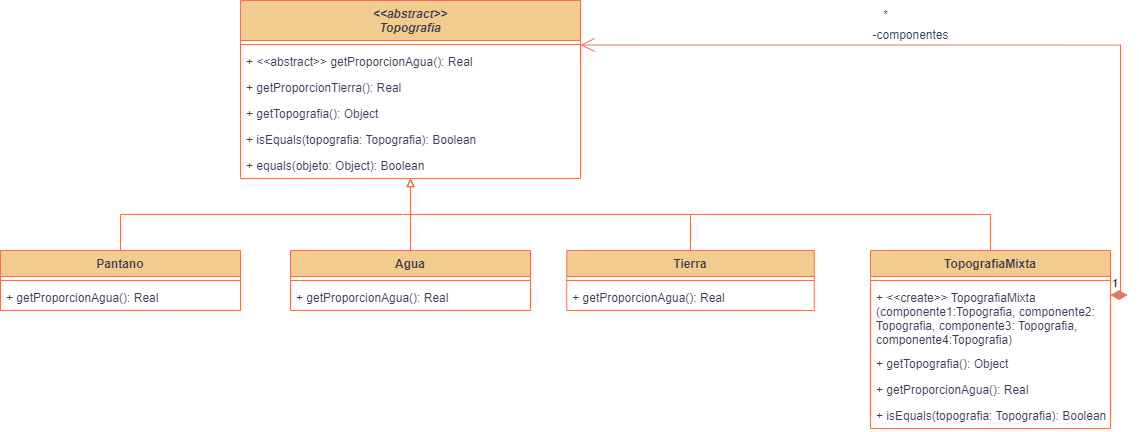 <<abstract>>
Topografia
*
-componentes
+ <<abstract>> getProporcionAgua(): Real
+ getProporcionTierra(): Real
+ getTopografia(): Object
+ isEquals(topografia: Topografia): Boolean
+ equals(objeto: Object): Boolean
Pantano
+ getProporcionAgua(): Real
Agua
+ getProporcionAgua(): Real
Tierra
+ getProporcionAgua(): Real
TopografiaMixta
1
+ <<create>> TopografiaMixta
(componente1:Topografia, componente2:
Topografia, componente3: Topografia,
componente4:Topografia)
+ getTopografia(): Object
+ getProporcionAgua(): Real
+ isEquals(topografia: Topografia): Boolean